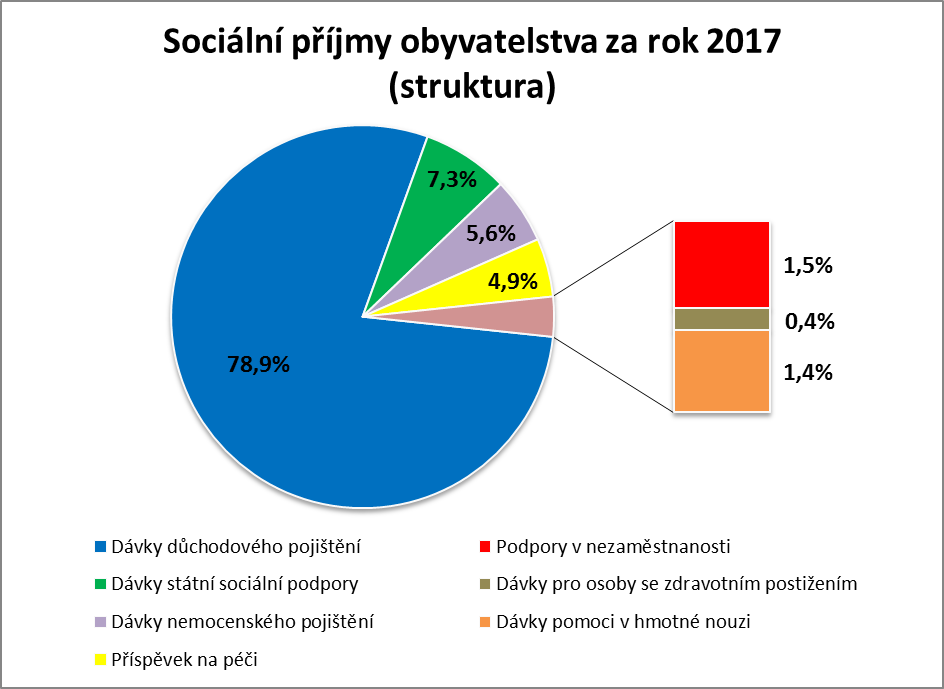 Sociální příjmy obyvatelstva za rok 2017
(struktura)
7,3%
5,6%
4,9%
78,9%
1,5%
0,4%
1,4%
Dávky důchodového pojištění
Podpory v nezaměstnanosti
Dávky státní sociální podpory
Dávky pro osoby se zdravotním postižením
Dávky nemocenského pojištění
Dávky pomoci v hmotné nouzi
Příspěvek na péči